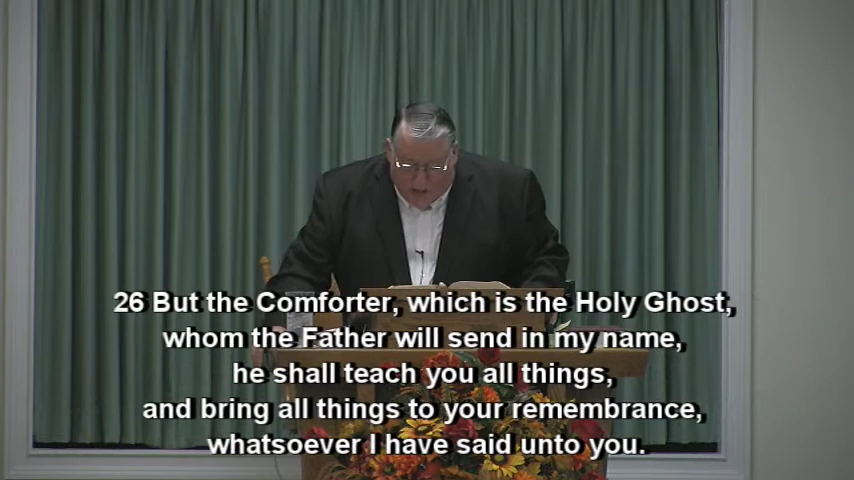 26 But the Comforter, which is the Holy Ghost,
whom the Father will send in my name,
he shall teach you all things,
and bring all things to your remembrance,
whatsoever I have said unto you.